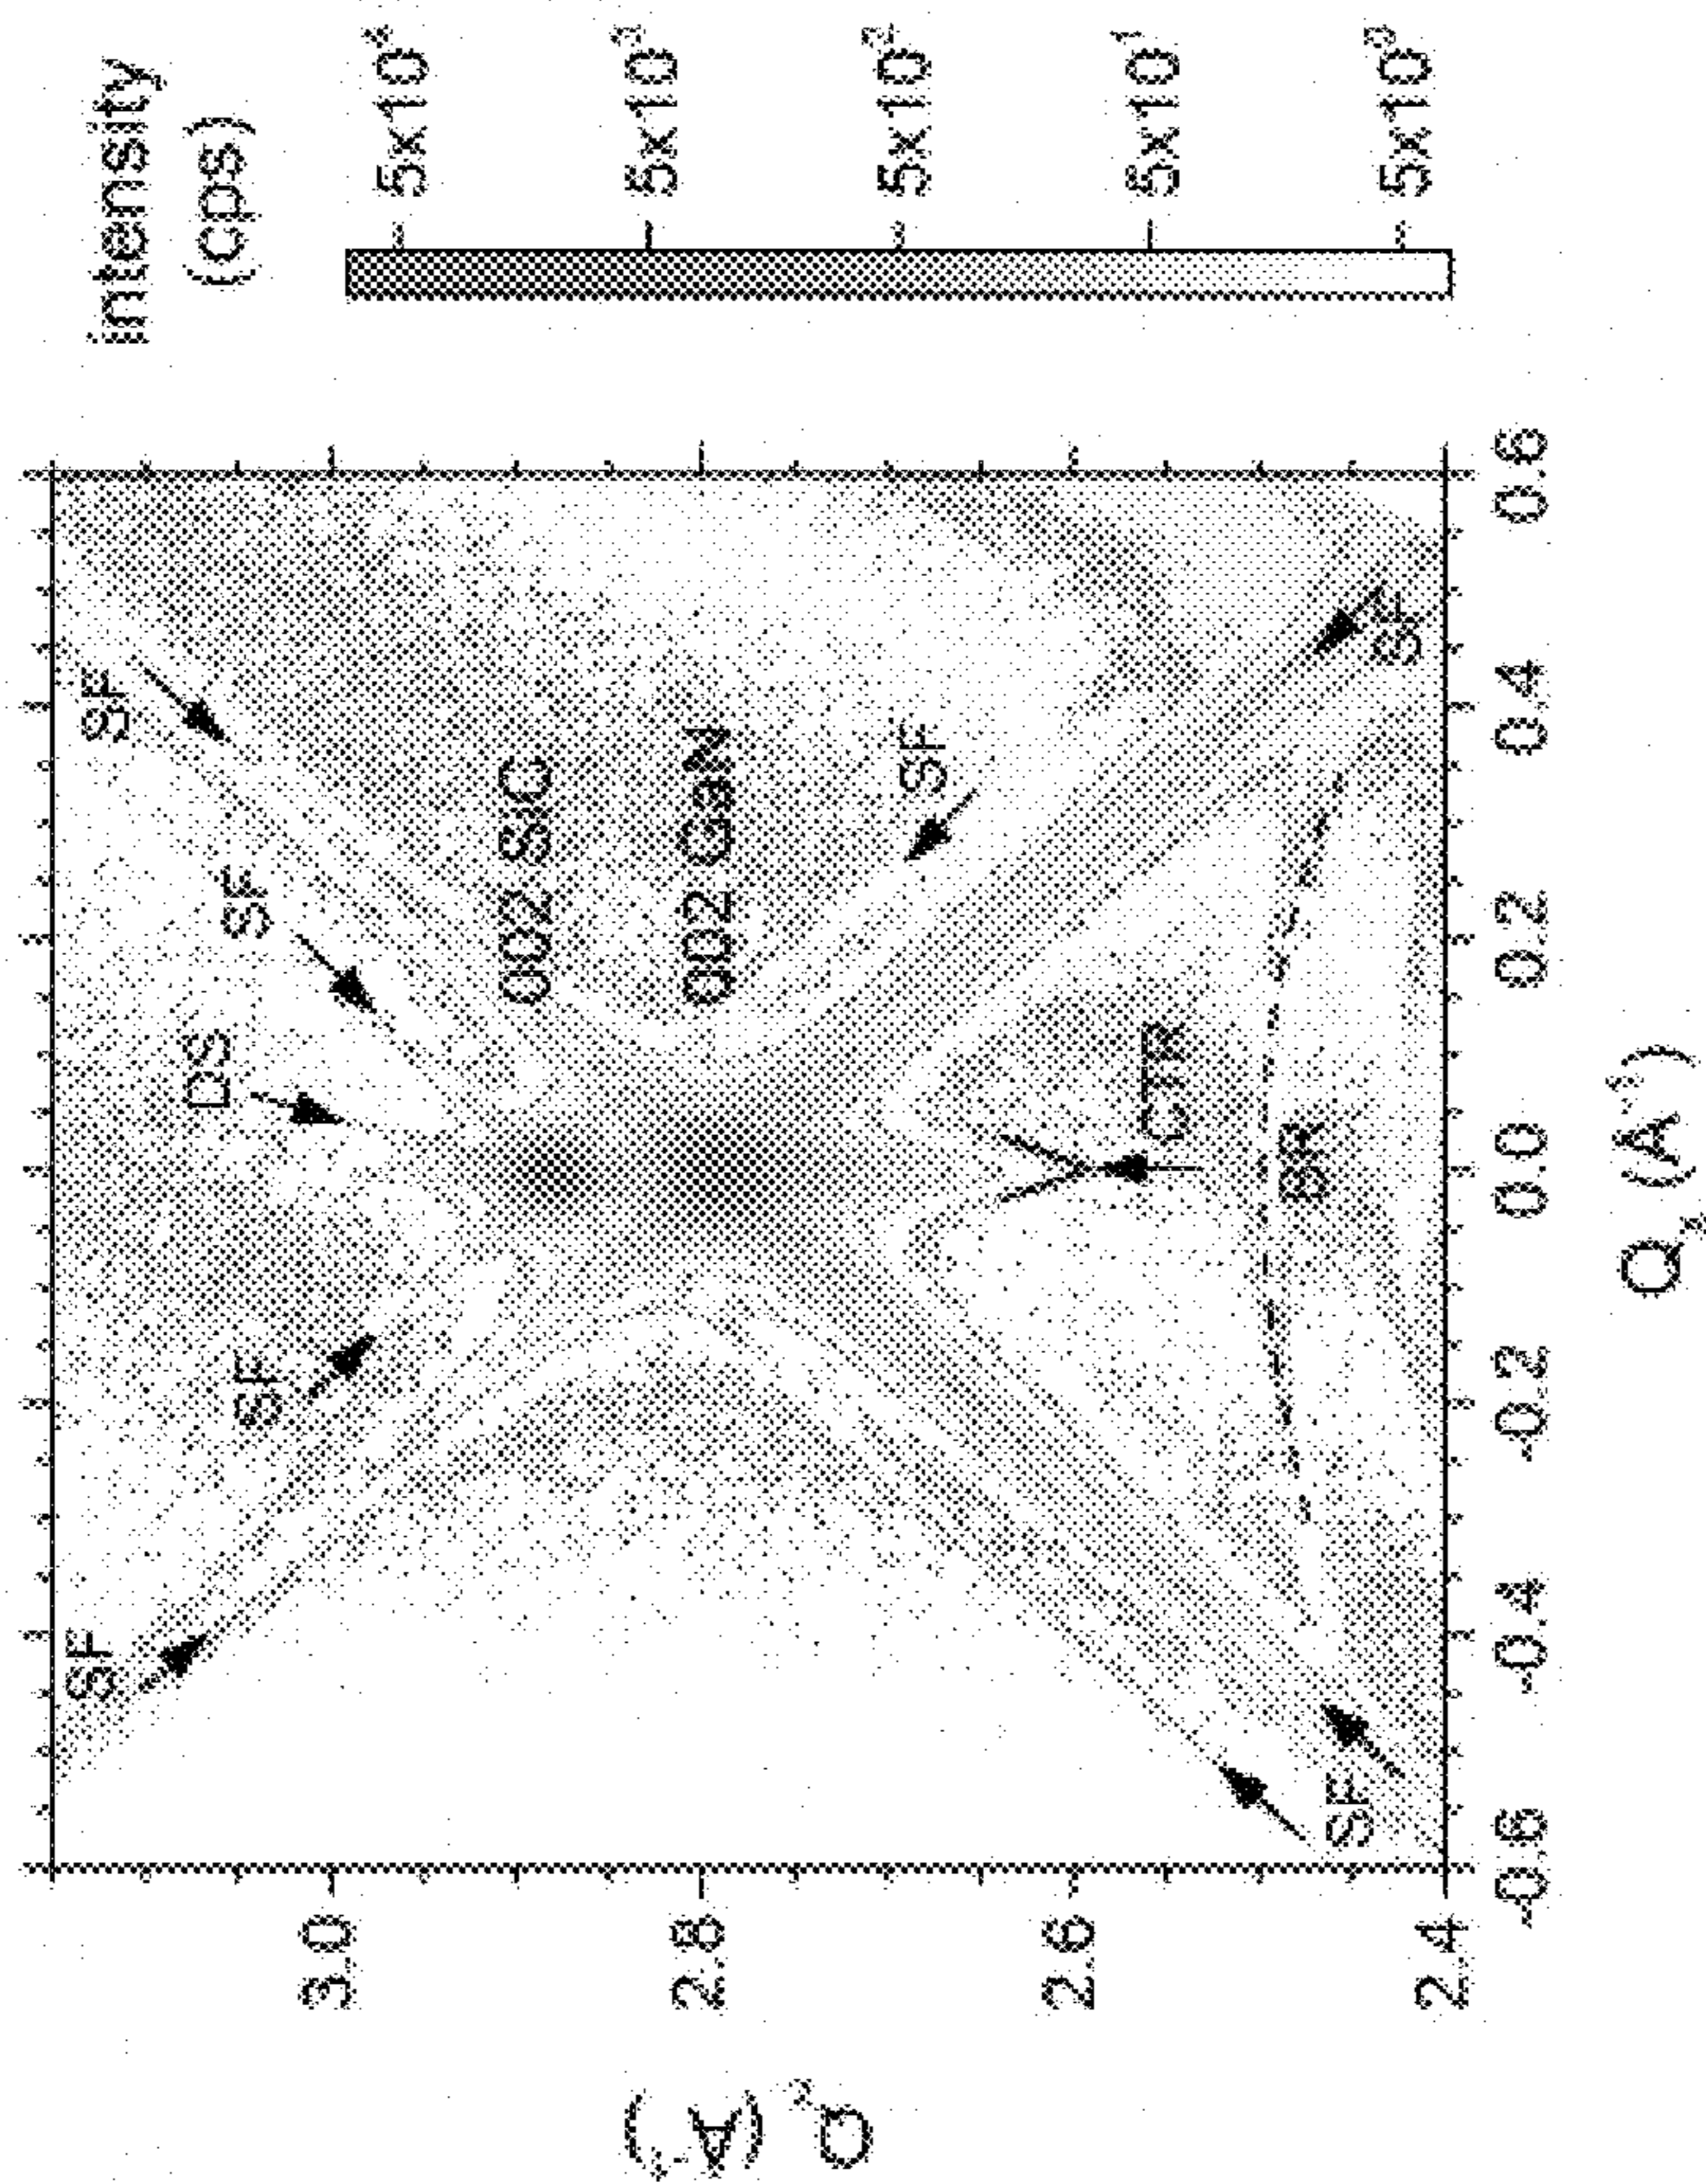 intensity
(cps)
5x10⁴
5x10³
5x10²
5x10¹
5x10⁰
SF
SF
DS
SF
SF
002 SiC
002 GaN
SF
CTR
BR
SF
SF
3.0
2.8
2.6
2.4
-0.6
-0.4
-0.2
0.0
0.2
0.4
0.6
Qx (Å⁻¹)
Qz (Å⁻¹)